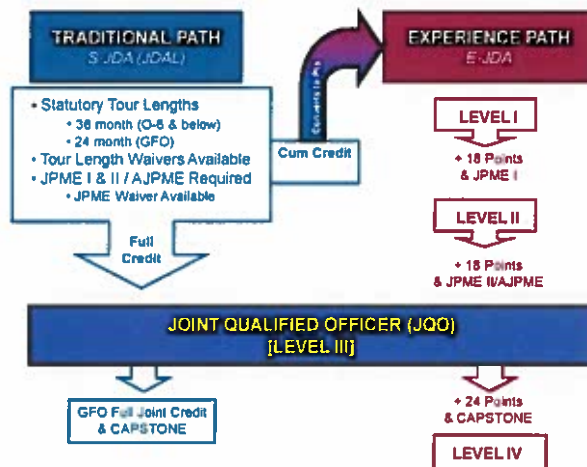 TRADITIONAL PATH
S-JDA (JDAL)
• Statutory Tour Lengths
• 36 month (O-6 & below)
• 24 month (GFO)
• Tour Length Waivers Available
• JPME I & II / AJPME Required
• JPME Waiver Available
Full
Credit
Cum Credit
Converts to Pts
EXPERIENCE PATH
E-JDA
LEVEL I
+ 18 Points
& JPME I
LEVEL II
+ 18 Points
& JPME II/AJPME
JOINT QUALIFIED OFFICER (JQO)
[LEVEL III]
GFO Full Joint Credit
& CAPSTONE
+ 24 Points
& CAPSTONE
LEVEL IV